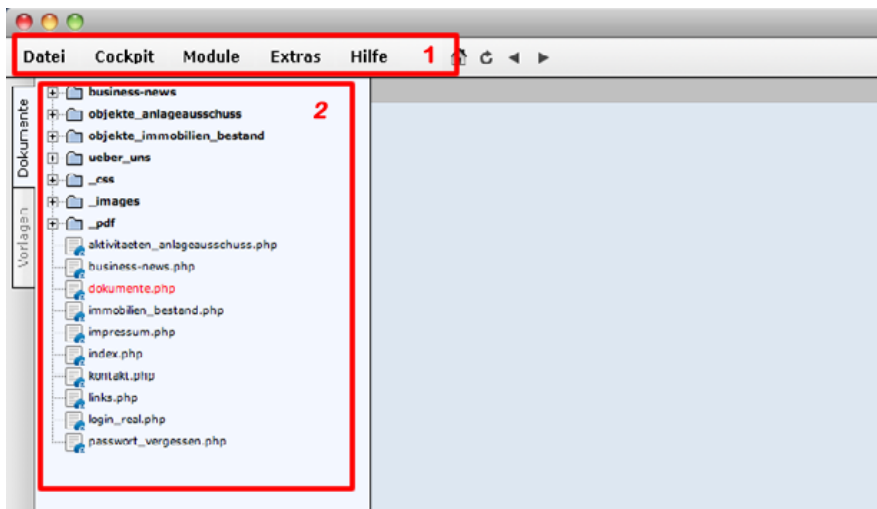 Datei Cockpit Module Extras Hilfe 1
Dokumente
Vorlagen
business-news
objekte_anlageausschuss 2
objekte_immobilien_bestand
ueber_uns
_css
_images
_pdf
aktivitaeten_anlageausschuss.php
business-news.php
dokumente.php
immobilien_bestand.php
impressum.php
index.php
kontakt.php
links.php
login_real.php
passwort_vergessen.php